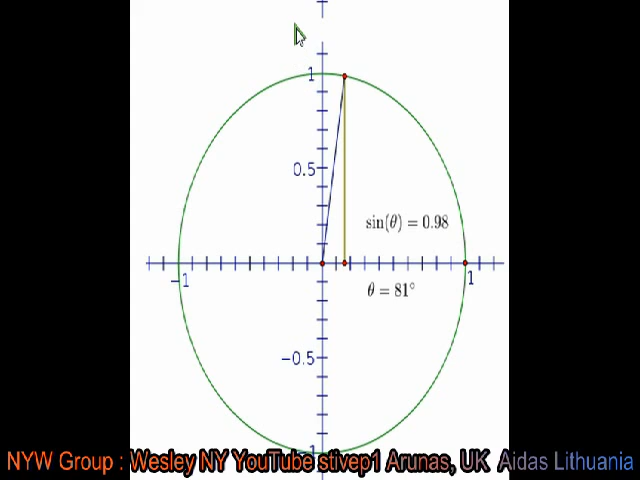 1
0.5
sin(θ) = 0.98
−1
1
θ = 81°
−0.5
NYW Group : Wesley NY YouTube stivep1 Arunas, UK Aidas Lithuania